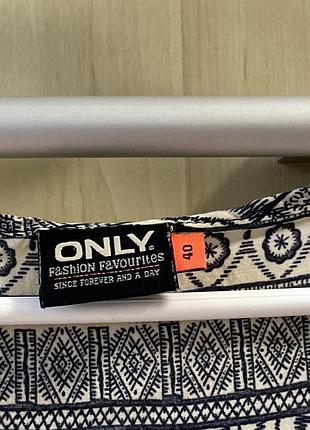 ONLY®
Fashion Favourites
SINCE FOREVER AND A DAY
40